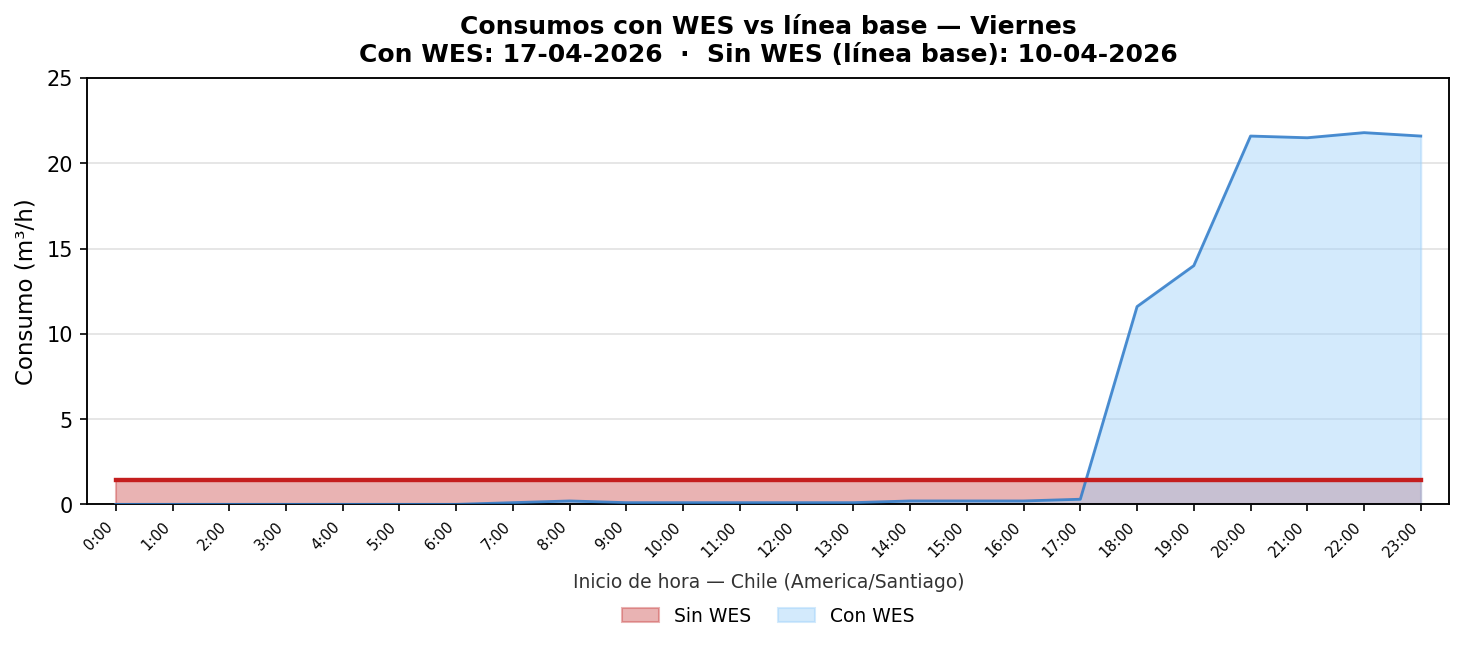 Consumos con WES vs línea base — Viernes
Con WES: 17-04-2026 · Sin WES (línea base): 10-04-2026
Consumo (m³/h)
25
20
15
10
5
0
0:00 1:00 2:00 3:00 4:00 5:00 6:00 7:00 8:00 9:00 10:00 11:00 12:00 13:00 14:00 15:00 16:00 17:00 18:00 19:00 20:00 21:00 22:00 23:00
Inicio de hora — Chile (America/Santiago)
Sin WES Con WES